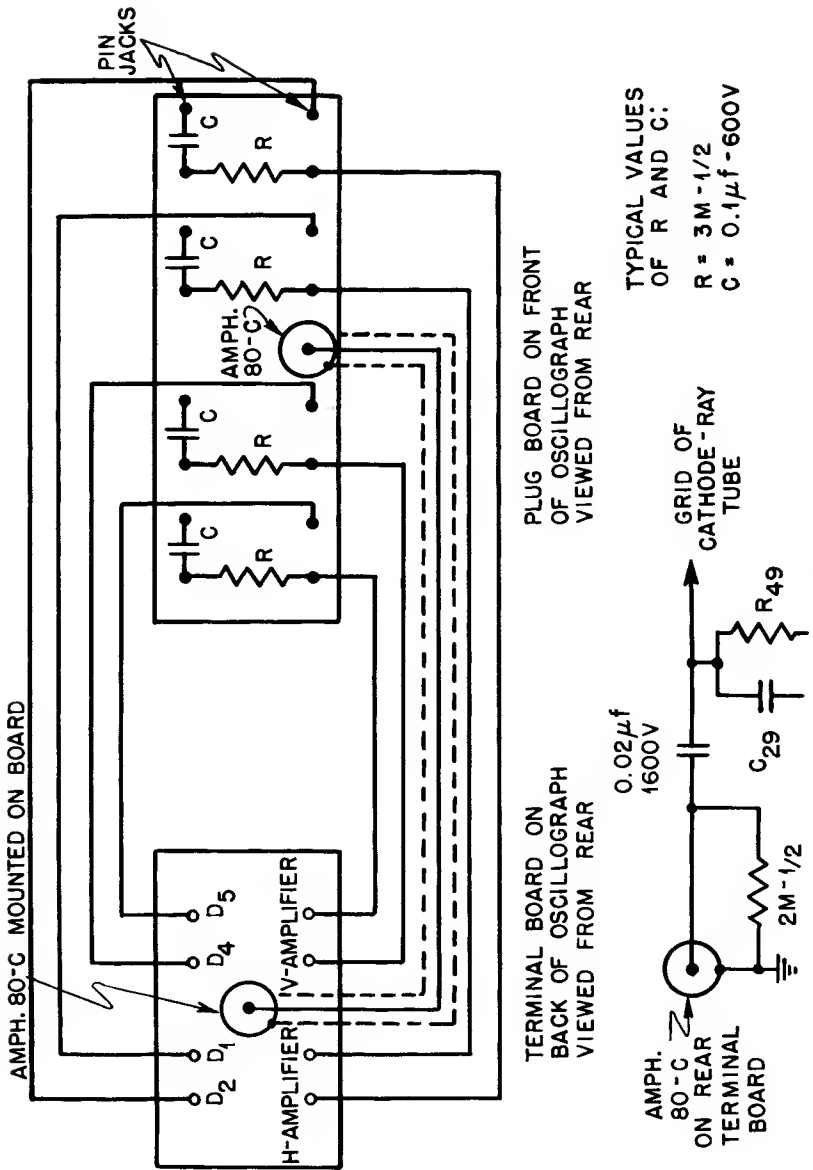 AMPH. 80-C MOUNTED ON BOARD
PIN
JACKS
D2
D1
D4
D5
H-AMPLIFIER
V-AMPLIFIER
C
R
C
R
AMPH.
80-C
C
R
C
R
TERMINAL BOARD ON
BACK OF OSCILLOGRAPH
VIEWED FROM REAR
PLUG BOARD ON FRONT
OF OSCILLOGRAPH
VIEWED FROM REAR
AMPH.
80-C
ON REAR
TERMINAL
BOARD
2M-1/2
0.02μf
1600V
C29
R49
GRID OF
CATHODE-RAY
TUBE
TYPICAL VALUES
OF R AND C:
R = 3M-1/2
C = 0.1μf-600V